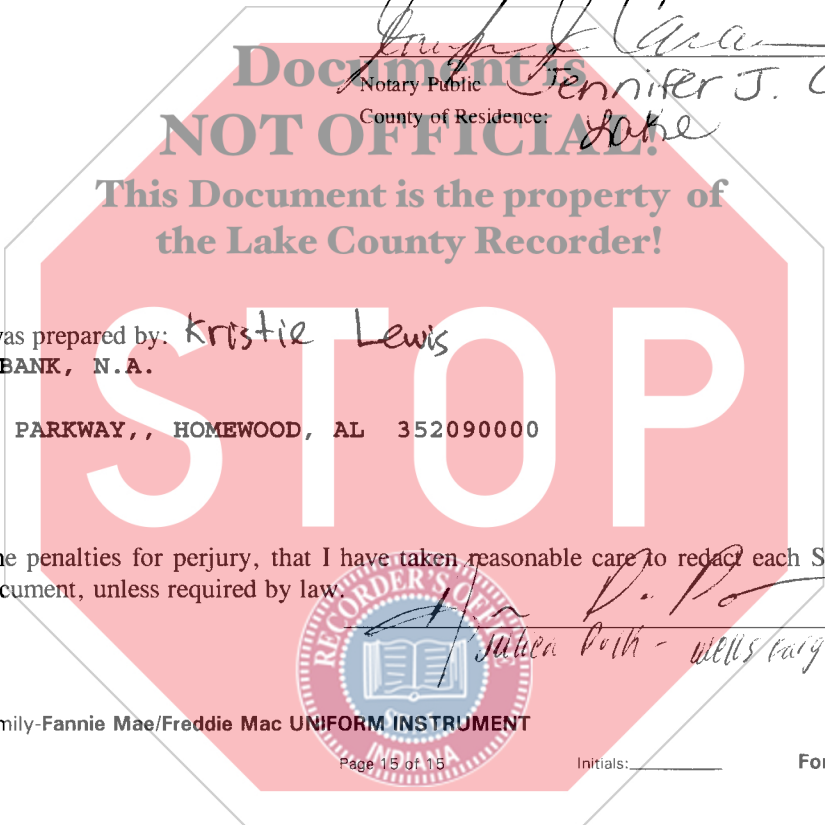 Document is
Notary Public Jennifer J. C
County of Residence: Lake
NOT OFFICIAL!
This Document is the property of
the Lake County Recorder!
STOP
was prepared by: Kristie Lewis
BANK, N.A.
PARKWAY,, HOMEWOOD, AL 352090000
he penalties for perjury, that I have taken reasonable care to redact each S
cument, unless required by law.
- Wells Farg
RECORDER'S OFFICE
SEAL
INDIANA
mily-Fannie Mae/Freddie Mac UNIFORM INSTRUMENT
Page 15 of 15 Initials: For